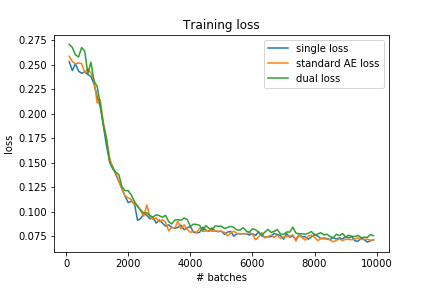 Training loss
single loss
standard AE loss
dual loss
0.275
0.250
0.225
0.200
0.175
0.150
0.125
0.100
0.075
loss
0
2000
4000
6000
8000
10000
# batches